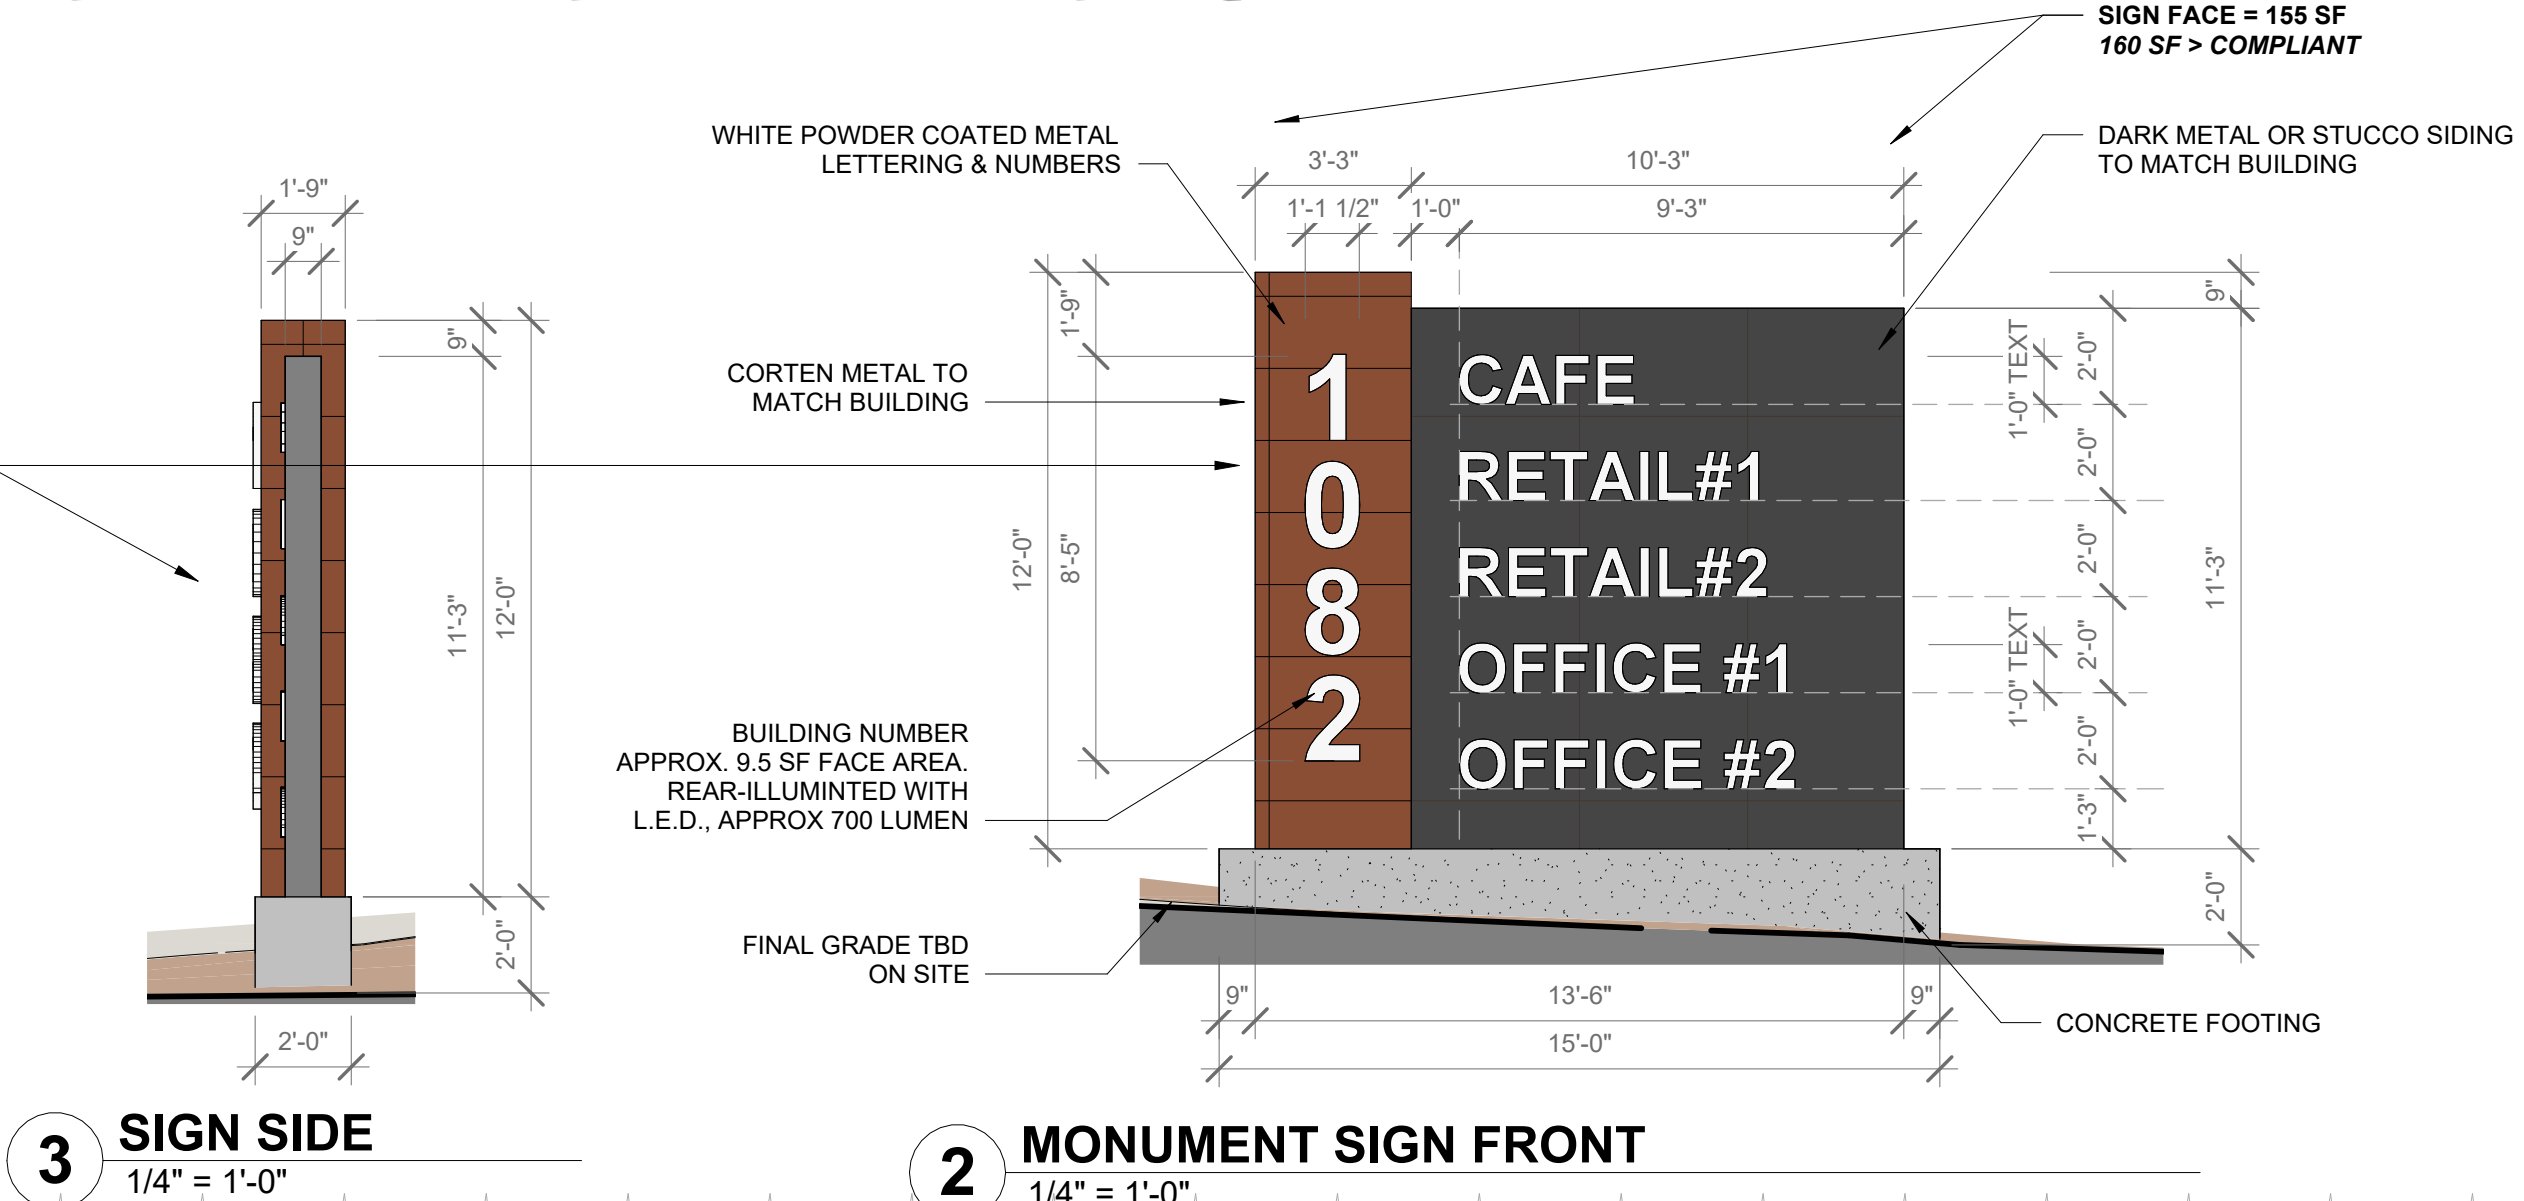 SIGN FACE = 155 SF
160 SF > COMPLIANT
WHITE POWDER COATED METAL
LETTERING & NUMBERS
DARK METAL OR STUCCO SIDING
TO MATCH BUILDING
3'-3"
10'-3"
1'-1 1/2"
1'-0"
9'-3"
1'-9"
9"
9"
11'-3"
12'-0"
2'-0"
2'-0"
CORTEN METAL TO
MATCH BUILDING
BUILDING NUMBER
APPROX. 9.5 SF FACE AREA.
REAR-ILLUMINTED WITH
L.E.D., APPROX 700 LUMEN
FINAL GRADE TBD
ON SITE
12'-0"
1'-9"
8'-5"
1
0
8
2
CAFE
RETAIL#1
RETAIL#2
OFFICE #1
OFFICE #2
1'-0" TEXT
1'-0" TEXT
2'-0"
2'-0"
2'-0"
2'-0"
2'-0"
1'-3"
9"
11'-3"
2'-0"
9"
13'-6"
9"
15'-0"
CONCRETE FOOTING
3
SIGN SIDE
1/4" = 1'-0"
2
MONUMENT SIGN FRONT
1/4" = 1'-0"